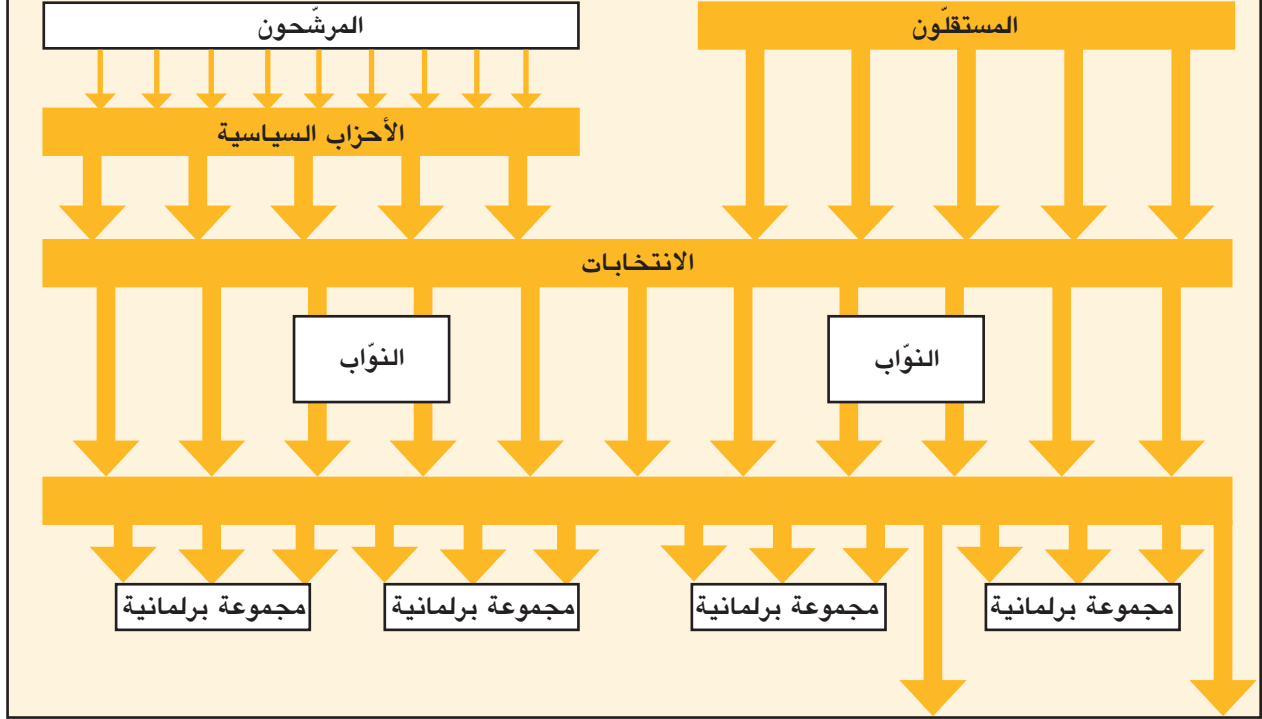 المستقلّون
المرشّحون
الأحزاب السياسية
الانتخابات
النوّاب
النوّاب
مجموعة برلمانية
مجموعة برلمانية
مجموعة برلمانية
مجموعة برلمانية